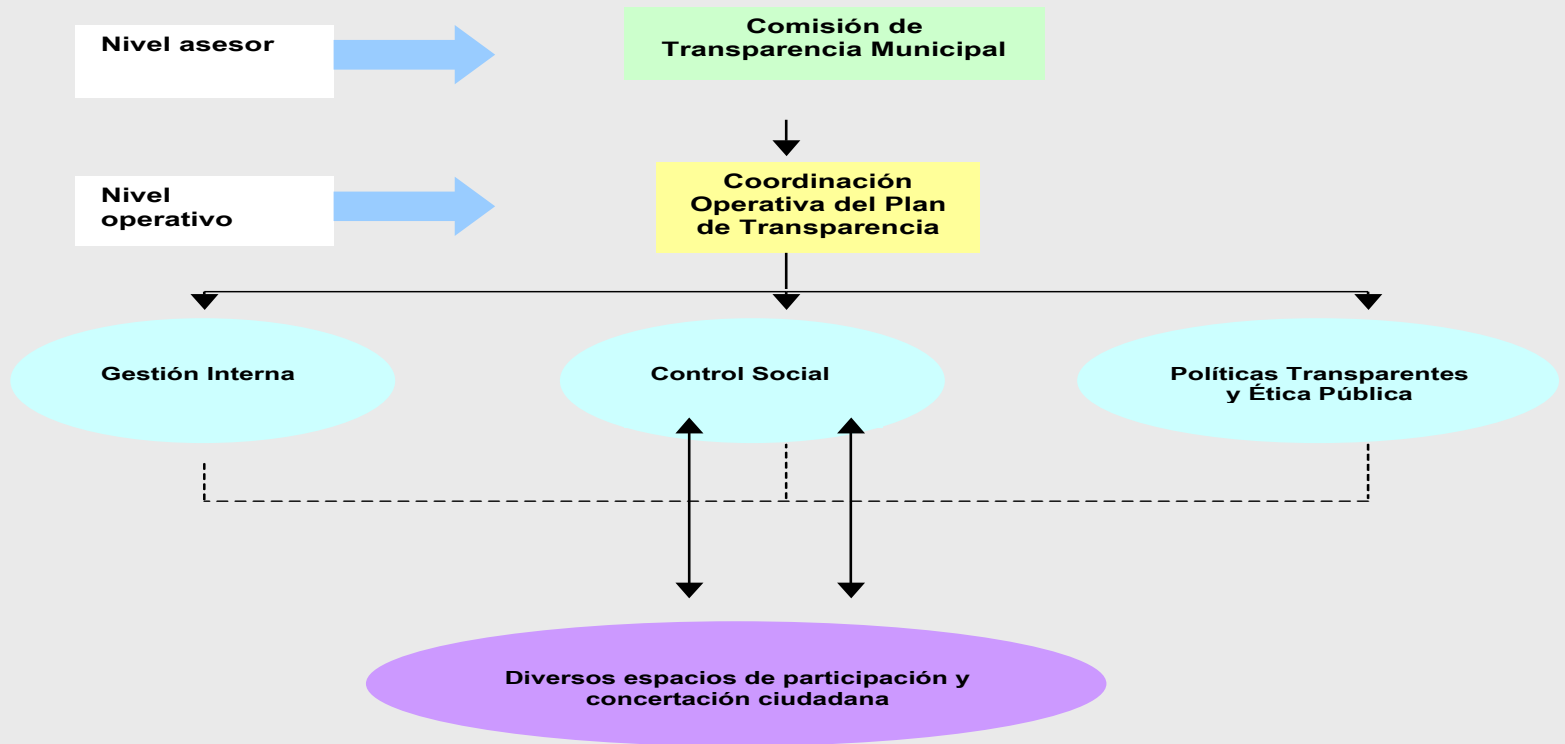 Nivel asesor
Comisión de
Transparencia Municipal
Nivel
operativo
Coordinación
Operativa del Plan
de Transparencia
Gestión Interna
Control Social
Políticas Transparentes
y Ética Pública
Diversos espacios de participación y
concertación ciudadana